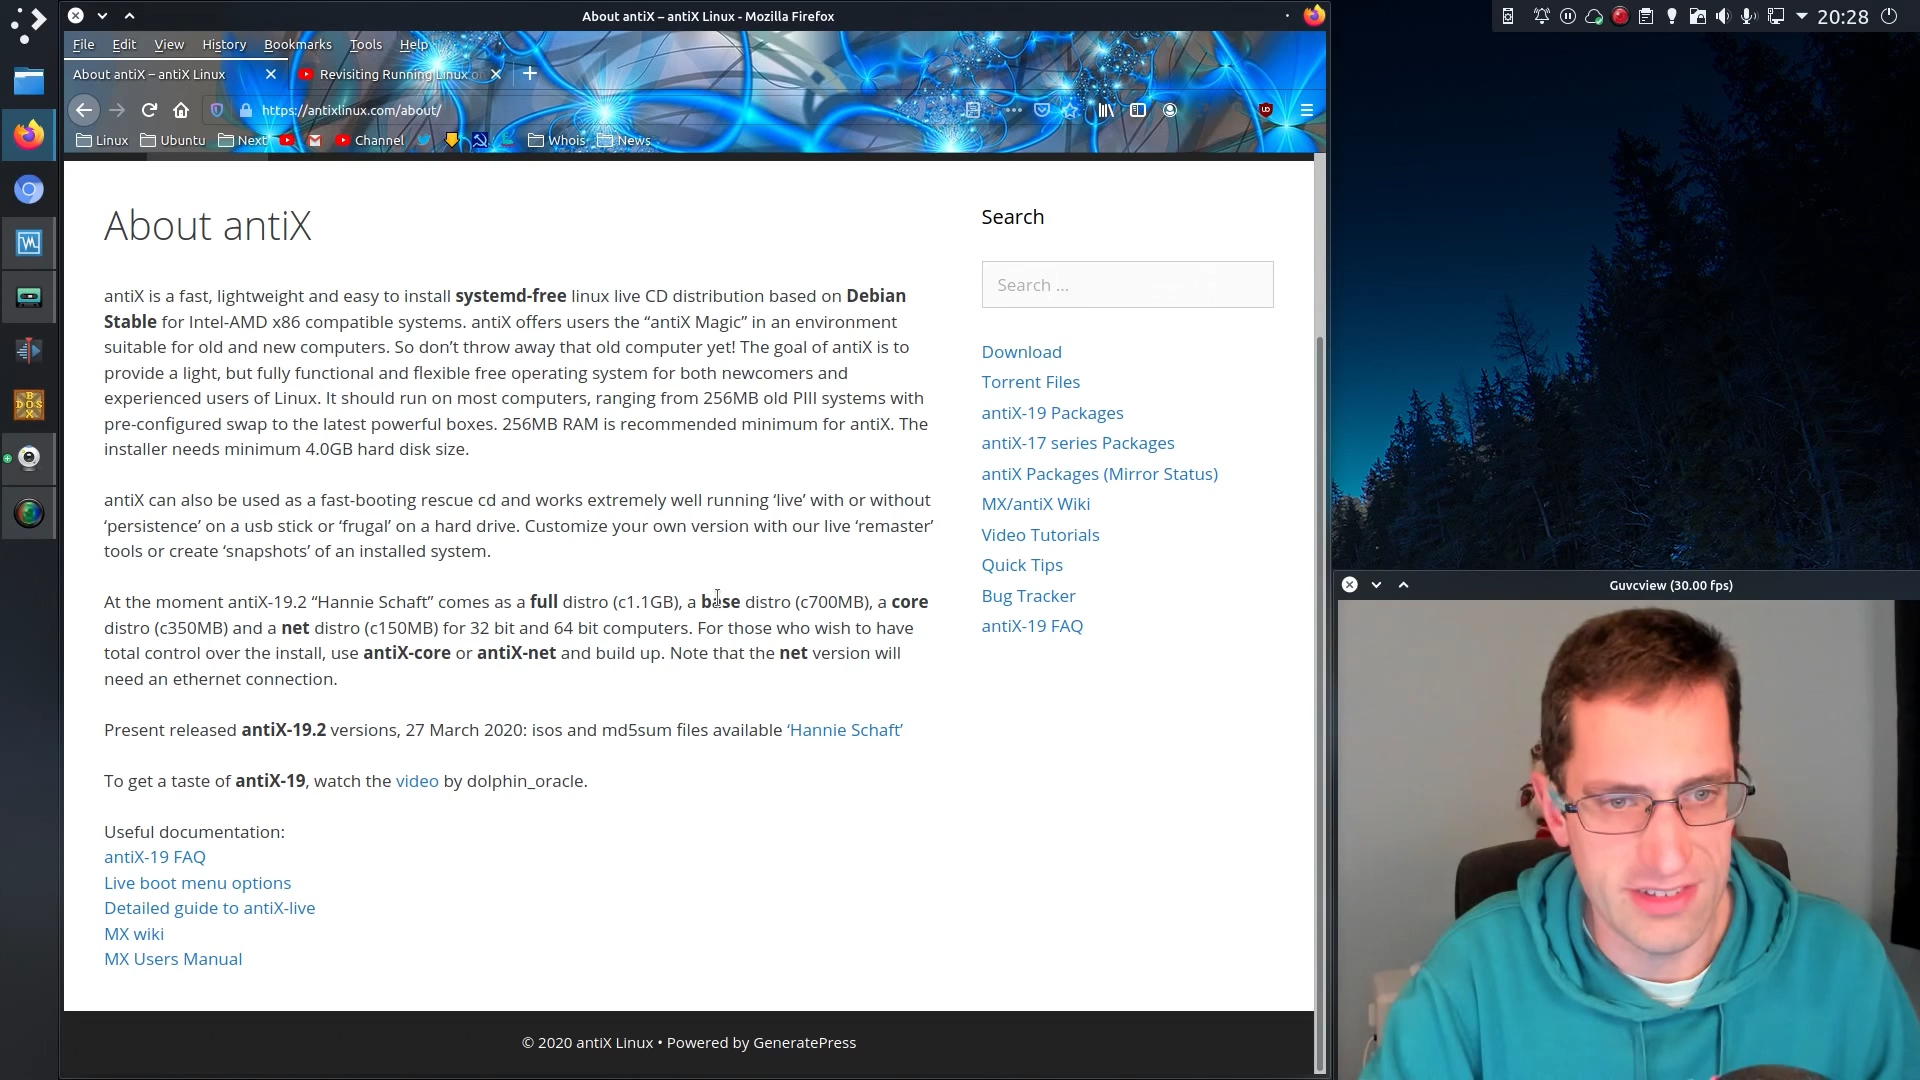 About antiX – antiX Linux - Mozilla Firefox
20:28
File Edit View History Bookmarks Tools Help
About antiX – antiX Linux
Revisiting Running Linux
https://antixlinux.com/about/
Linux Ubuntu Next Channel Whois News
About antiX
antiX is a fast, lightweight and easy to install systemd-free linux live CD distribution based on Debian
Stable for Intel-AMD x86 compatible systems. antiX offers users the “antiX Magic” in an environment
suitable for old and new computers. So don’t throw away that old computer yet! The goal of antiX is to
provide a light, but fully functional and flexible free operating system for both newcomers and
experienced users of Linux. It should run on most computers, ranging from 256MB old PIII systems with
pre-configured swap to the latest powerful boxes. 256MB RAM is recommended minimum for antiX. The
installer needs minimum 4.0GB hard disk size.
antiX can also be used as a fast-booting rescue cd and works extremely well running ‘live’ with or without
‘persistence’ on a usb stick or ‘frugal’ on a hard drive. Customize your own version with our live ‘remaster’
tools or create ‘snapshots’ of an installed system.
At the moment antiX-19.2 “Hannie Schaft” comes as a full distro (c1.1GB), a base distro (c700MB), a core
distro (c350MB) and a net distro (c150MB) for 32 bit and 64 bit computers. For those who wish to have
total control over the install, use antiX-core or antiX-net and build up. Note that the net version will
need an ethernet connection.
Present released antiX-19.2 versions, 27 March 2020: isos and md5sum files available ‘Hannie Schaft’
To get a taste of antiX-19, watch the video by dolphin_oracle.
Useful documentation:
antiX-19 FAQ
Live boot menu options
Detailed guide to antiX-live
MX wiki
MX Users Manual
Search
Search ...
Download
Torrent Files
antiX-19 Packages
antiX-17 series Packages
antiX Packages (Mirror Status)
MX/antiX Wiki
Video Tutorials
Quick Tips
Bug Tracker
antiX-19 FAQ
© 2020 antiX Linux • Powered by GeneratePress
Guvcview (30.00 fps)
DOS